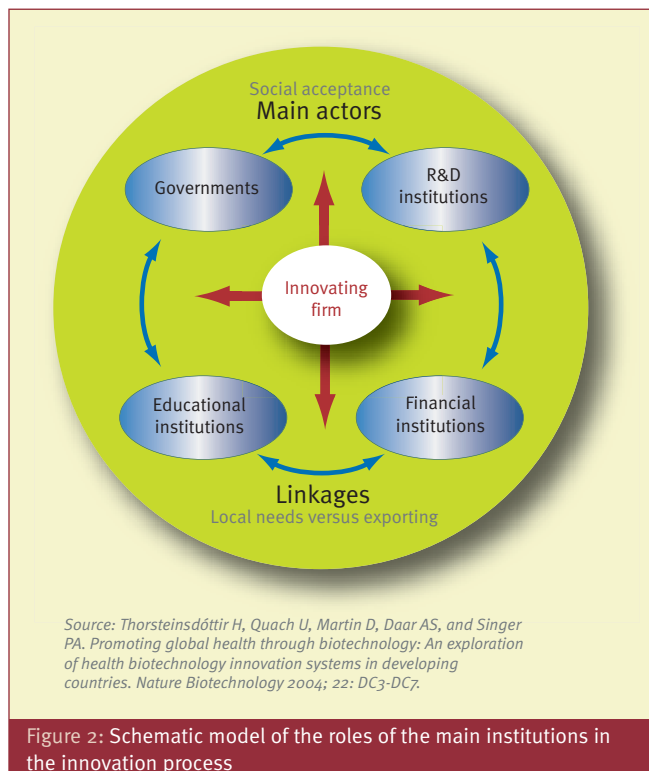 Social acceptance
Main actors
Governments
R&D
institutions
Innovating
firm
Educational
institutions
Financial
institutions
Linkages
Local needs versus exporting
Source: Thorsteinsdóttir H, Quach U, Martin D, Daar AS, and Singer
PA. Promoting global health through biotechnology: An exploration
of health biotechnology innovation systems in developing
countries. Nature Biotechnology 2004; 22: DC3-DC7.
Figure 2: Schematic model of the roles of the main institutions in
the innovation process